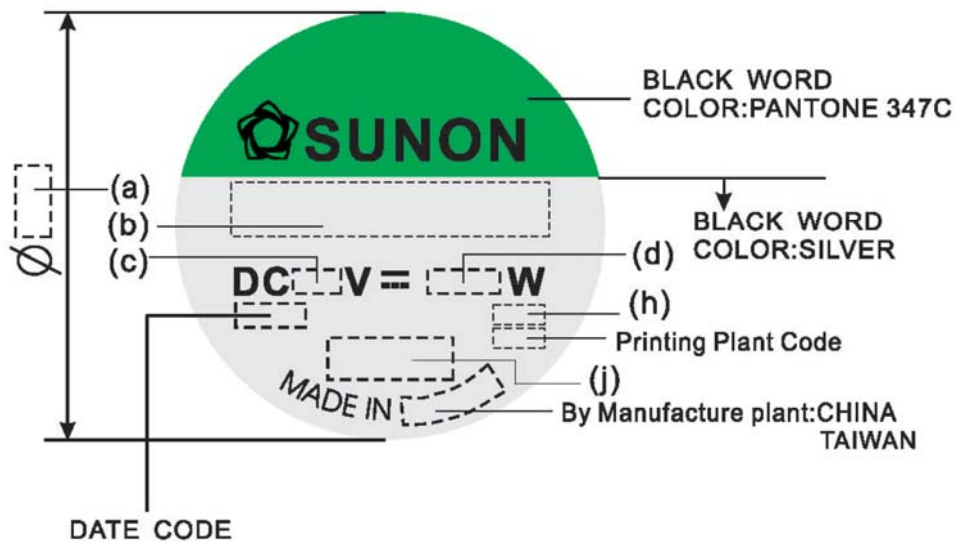 BLACK WORD
COLOR:PANTONE 347C
SUNON
(a)
(b)
BLACK WORD
COLOR:SILVER
Ø
(c)
(d)
DC V W
(h)
Printing Plant Code
(j)
MADE IN
By Manufacture plant:CHINA
TAIWAN
DATE CODE